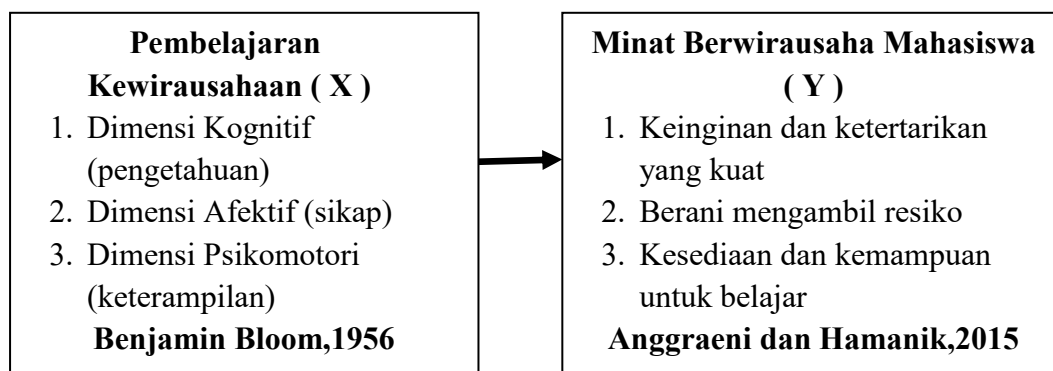 Pembelajaran
Kewirausahaan ( X )
1. Dimensi Kognitif
(pengetahuan)
2. Dimensi Afektif (sikap)
3. Dimensi Psikomotori
(keterampilan)
Benjamin Bloom,1956
Minat Berwirausaha Mahasiswa
( Y )
1. Keinginan dan ketertarikan
yang kuat
2. Berani mengambil resiko
3. Kesediaan dan kemampuan
untuk belajar
Anggraeni dan Hamanik,2015